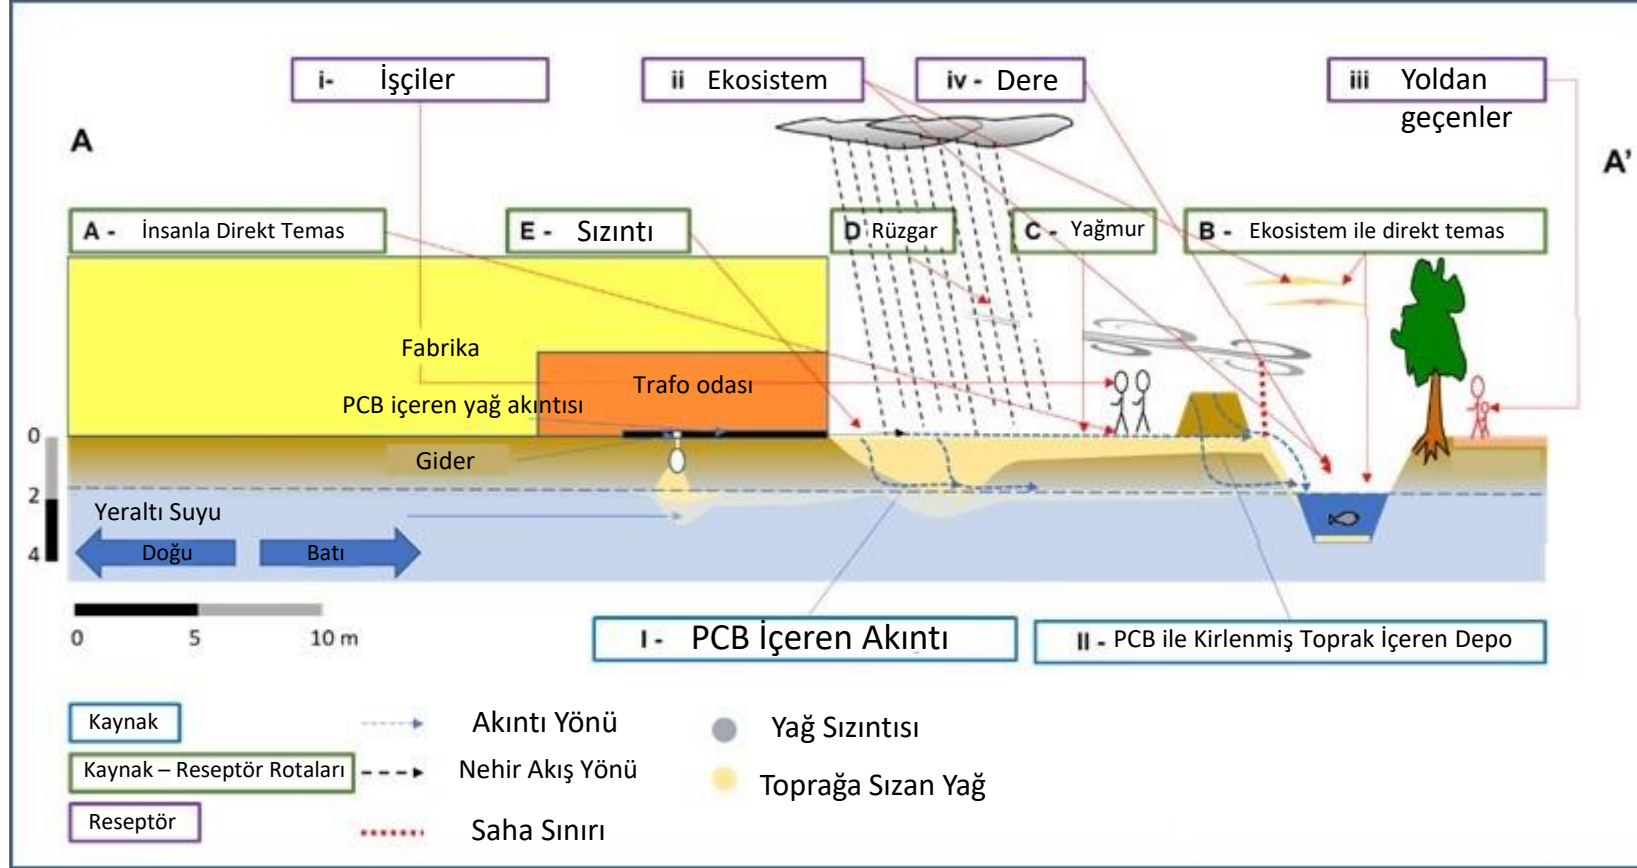 i- İşçiler
ii Ekosistem
iv - Dere
iii Yoldan
geçenler
A
A'
A - İnsanla Direkt Temas
E - Sızıntı
D Rüzgar
C - Yağmur
B - Ekosistem ile direkt temas
Fabrika
Trafo odası
PCB içeren yağ akıntısı
0
Gider
2
Yeraltı Suyu
4
Doğu
Batı
0 5 10 m
I - PCB İçeren Akıntı
II - PCB ile Kirlenmiş Toprak İçeren Depo
Kaynak
Akıntı Yönü
Yağ Sızıntısı
Kaynak – Reseptör Rotaları
Nehir Akış Yönü
Toprağa Sızan Yağ
Reseptör
Saha Sınırı